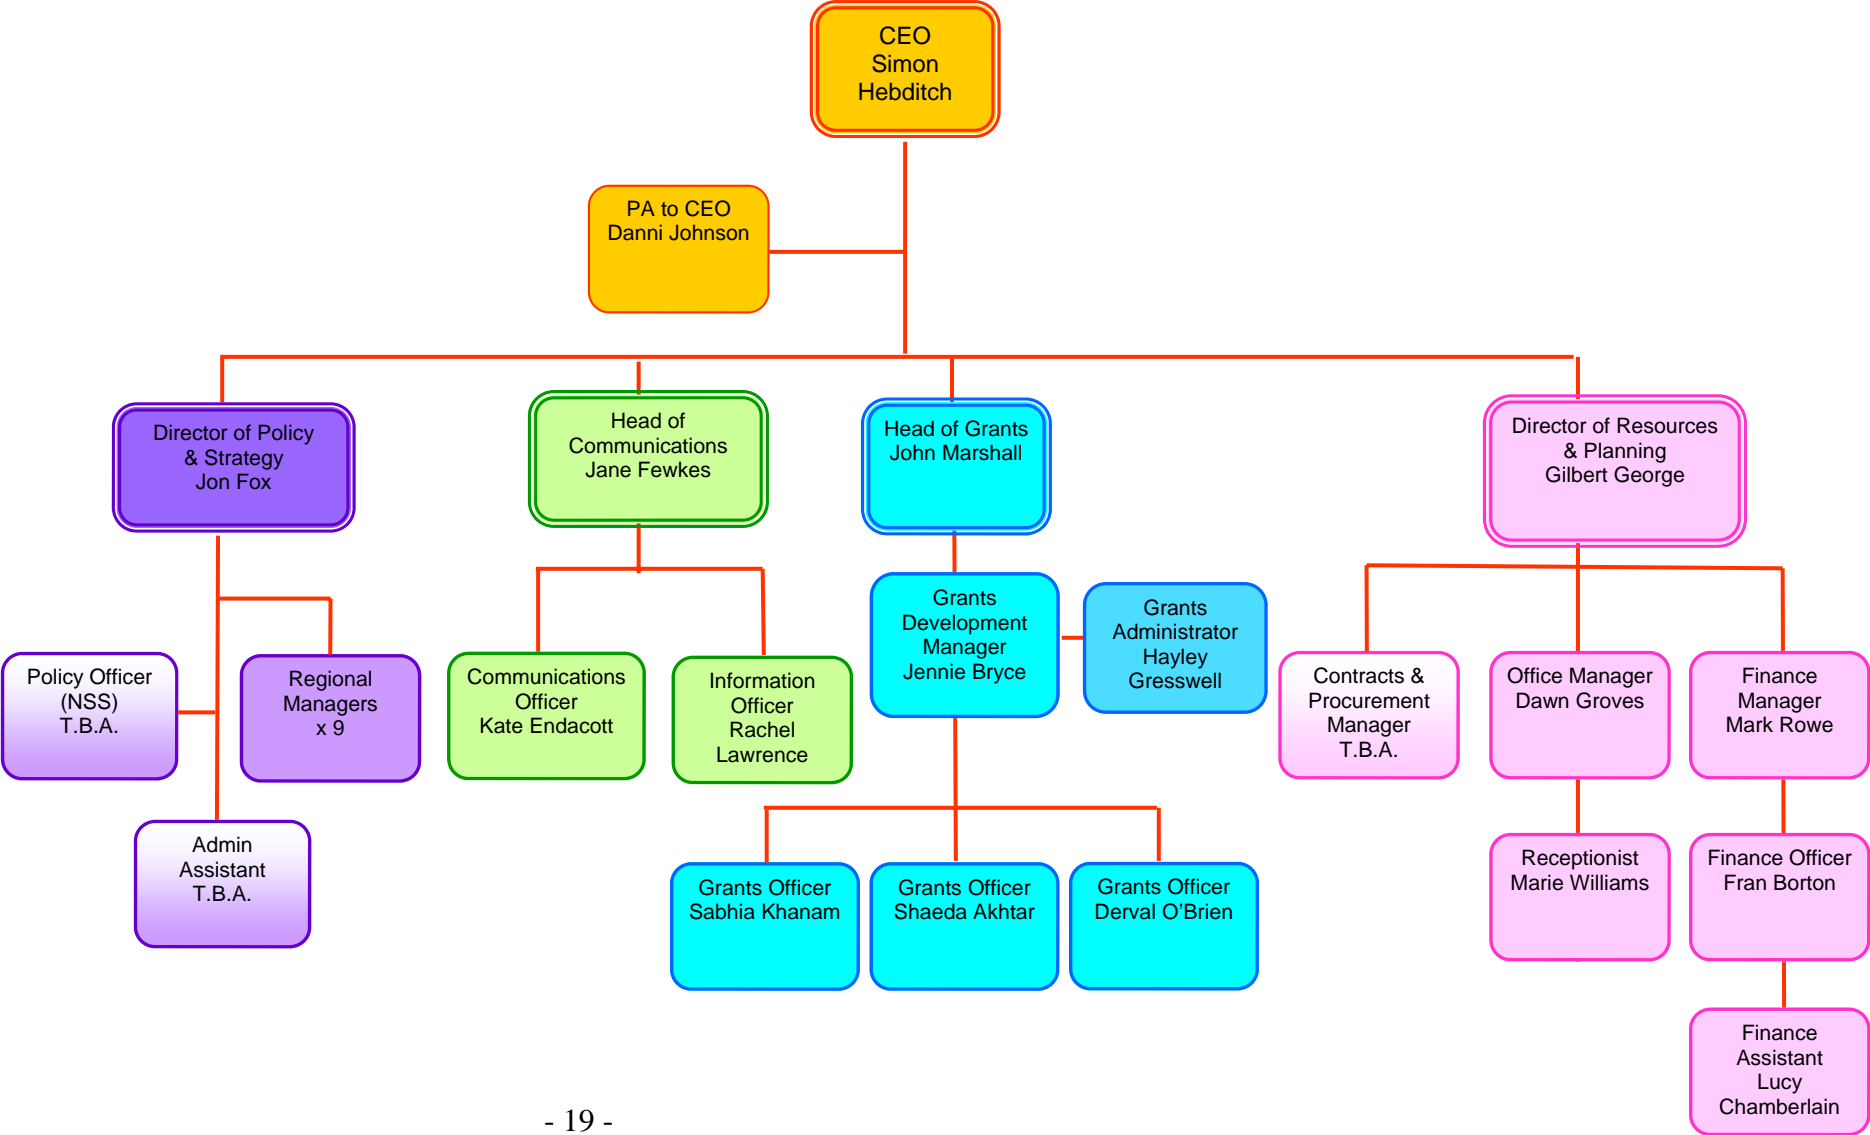 CEO
Simon
Hebditch
PA to CEO
Danni Johnson
Director of Policy
& Strategy
Jon Fox
Head of
Communications
Jane Fewkes
Head of Grants
John Marshall
Director of Resources
& Planning
Gilbert George
Grants
Development
Manager
Jennie Bryce
Grants
Administrator
Hayley
Gresswell
Policy Officer
(NSS)
T.B.A.
Regional
Managers
x 9
Communications
Officer
Kate Endacott
Information
Officer
Rachel
Lawrence
Contracts &
Procurement
Manager
T.B.A.
Office Manager
Dawn Groves
Finance
Manager
Mark Rowe
Admin
Assistant
T.B.A.
Grants Officer
Sabhia Khanam
Grants Officer
Shaeda Akhtar
Grants Officer
Derval O’Brien
Receptionist
Marie Williams
Finance Officer
Fran Borton
Finance
Assistant
Lucy
Chamberlain
- 19 -